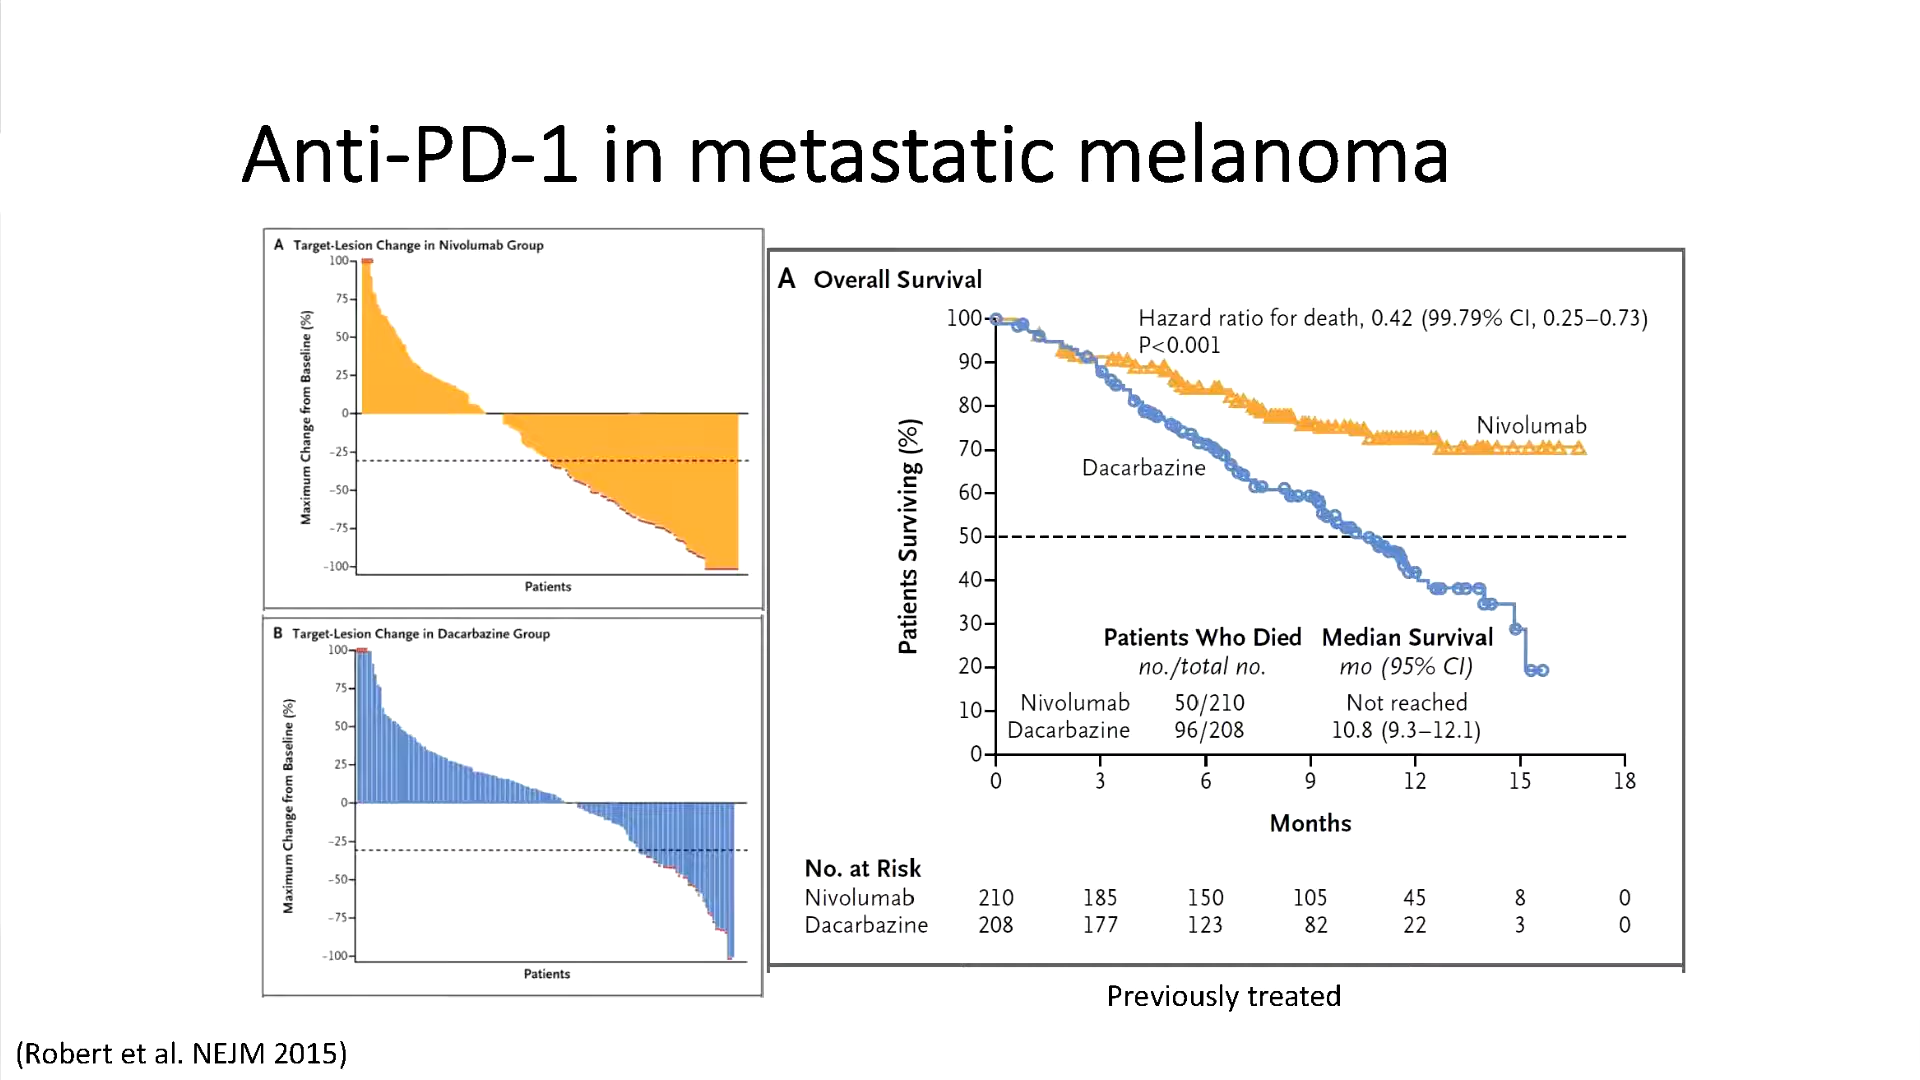 Anti-PD-1 in metastatic melanoma
A Target-Lesion Change in Nivolumab Group
Maximum Change from Baseline (%)
100
75
50
25
0
-25
-50
-75
-100
Patients
B Target-Lesion Change in Dacarbazine Group
Maximum Change from Baseline (%)
100
75
50
25
0
-25
-50
-75
-100
Patients
A Overall Survival
Hazard ratio for death, 0.42 (99.79% CI, 0.25–0.73)
P<0.001
Patients Surviving (%)
100
90
80
70
60
50
40
30
20
10
0
Nivolumab
Dacarbazine
Patients Who Died Median Survival
no./total no. mo (95% CI)
Nivolumab 50/210 Not reached
Dacarbazine 96/208 10.8 (9.3–12.1)
0 3 6 9 12 15 18
Months
No. at Risk
Nivolumab 210 185 150 105 45 8 0
Dacarbazine 208 177 123 82 22 3 0
Previously treated
(Robert et al. NEJM 2015)